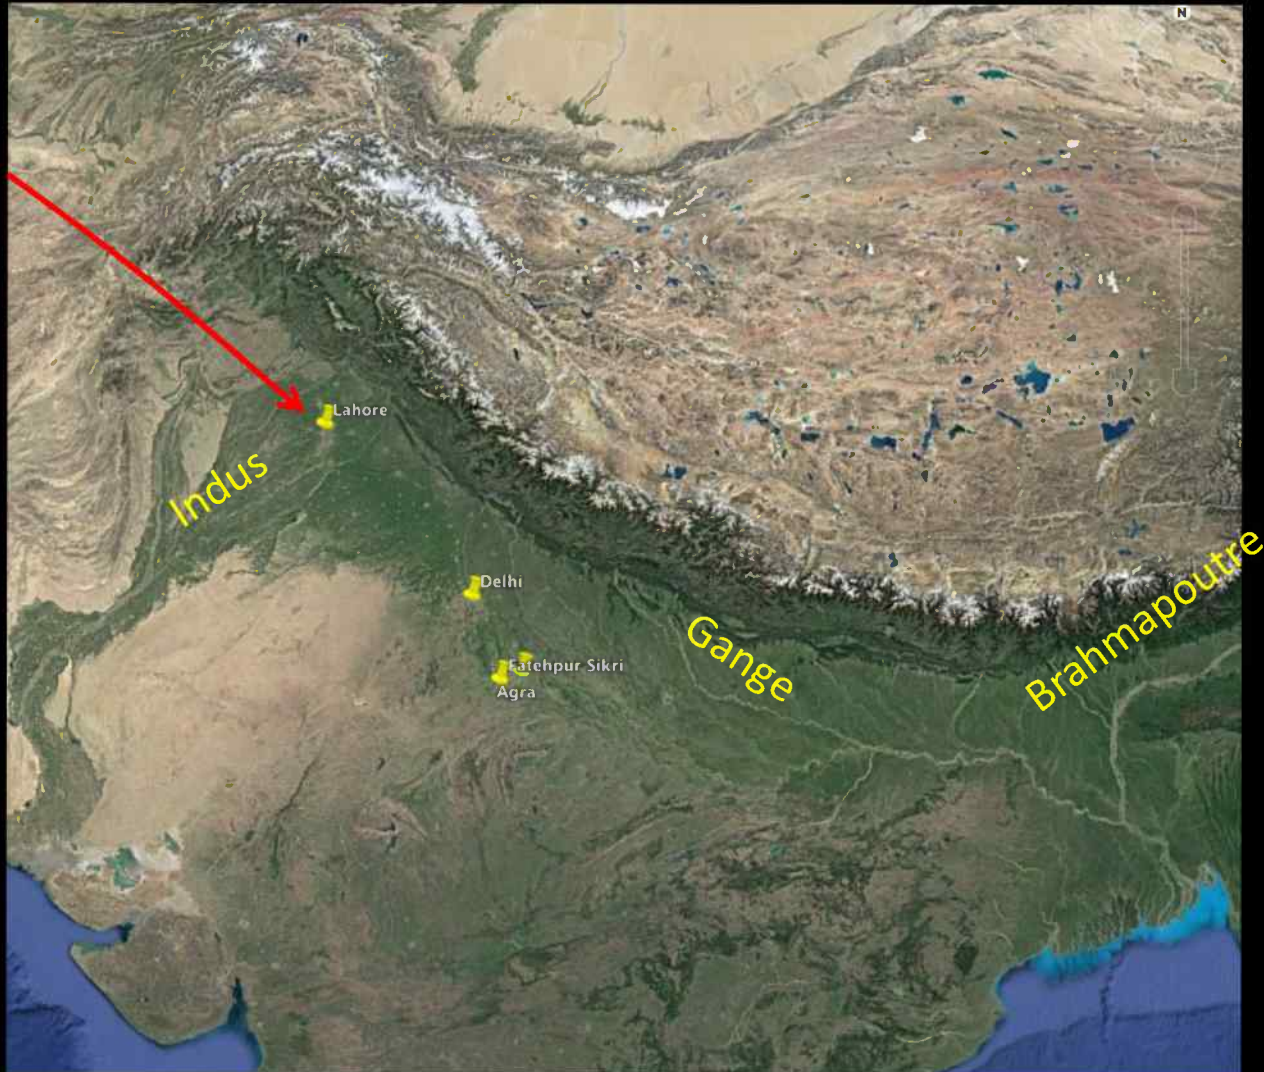 N
Lahore
Indus
Delhi
Gange
Brahmapoutre
Fatehpur Sikri
Agra